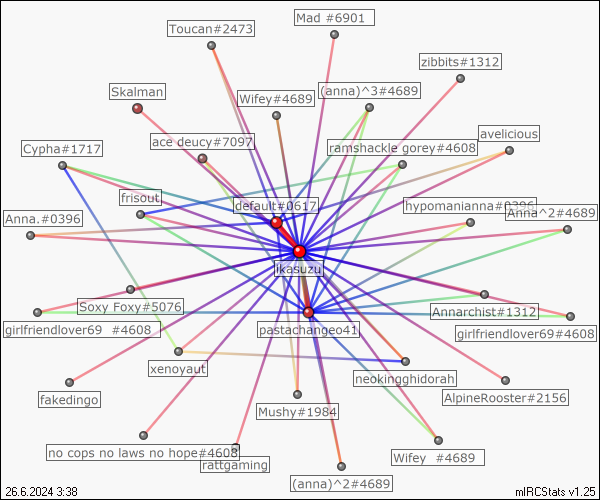 Mad #6901
Toucan#2473
zibbits#1312
Skalman
Wifey#4689
(anna)^3#4689
ace deucy#7097
ramshackle gorey#4608
avelicious
Cypha#1717
frisout
default#0617
hypomanianna#0396
Anna^2#4689
Anna.#0396
likasuzu
Soxy Foxy#5076
Annarchist#1312
girlfriendlover69 #4608
pastachangeo41
girlfriendlover69#4608
xenoyaut
neokingghidorah
fakedingo
Mushy#1984
AlpineRooster#2156
no cops no laws no hope#4608
rattgaming
Wifey #4689
(anna)^2#4689
26.6.2024 3:38
mIRCStats v1.25